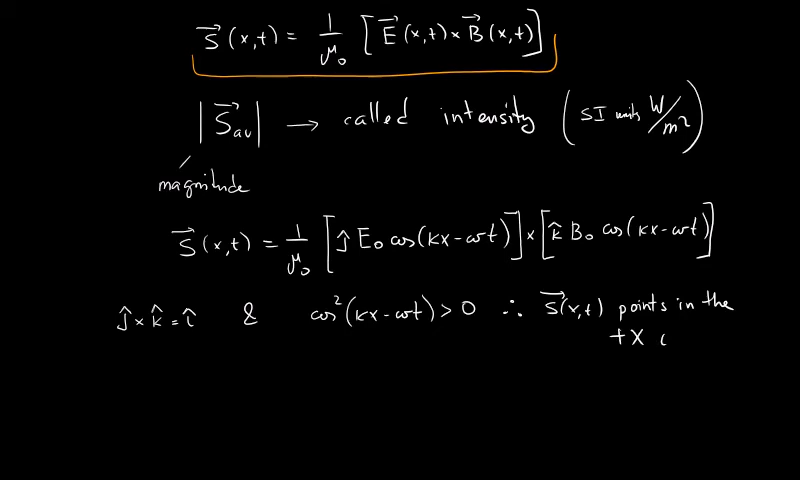 S⃗(x,t) = 1/μ₀ [E⃗(x,t) × B⃗(x,t)]
|S⃗av| → called intensity (SI units W/m²)
magnitude
S⃗(x,t) = 1/μ₀ [ĵ E₀ cos(kx-ωt)] × [k̂ B₀ cos(kx-ωt)]
ĵ × k̂ = î & cos²(kx-ωt) > 0 ∴ S⃗(x,t) points in the
+x